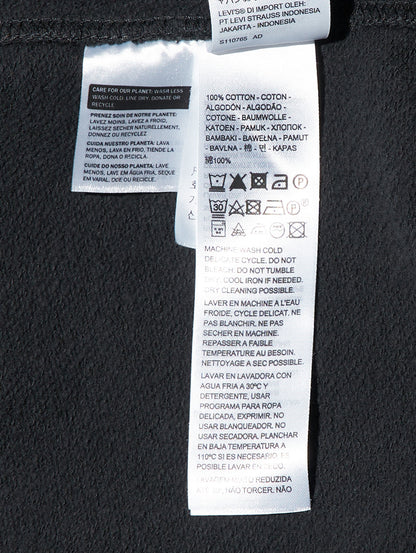 LEVI'S® DI IMPOR OLEH:
PT LEVI STRAUSS INDONESIA
JAKARTA - INDONESIA
S110765 AD
CARE FOR OUR PLANET: WASH LESS
WASH COLD, LINE DRY, DONATE OR
RECYCLE
PRENEZ SOIN DE NOTRE PLANETE:
LAVEZ MOINS, LAVEZ A FROID,
LAISSEZ SECHER NATURELLEMENT,
DONNEZ OU RECYCLEZ
CUIDA NUESTRO PLANETA: LAVA
MENOS, LAVA EN FRIO, TIENDE LA
ROPA, DONA O RECICLA.
CUIDE DO NOSSO PLANETA: LAVE
MENOS, LAVE EM ÁGUA FRIA, SEQUE
EM VARAL, DOE OU RECICLE
100% COTTON - COTON -
ALGODÓN - ALGODÃO -
COTONE - BAUMWOLLE -
KATOEN - PAMUK - ХЛОПОК -
BAMBAKI - BAWEŁNA - PAMUT
- BAVLNA - 棉 - 면 - KAPAS
綿100%
30
MACHINE WASH COLD
DELICATE CYCLE. DO NOT
BLEACH. DO NOT TUMBLE
DRY. COOL IRON IF NEEDED.
DRY CLEANING POSSIBLE.
LAVER EN MACHINE A L'EAU
FROIDE, CYCLE DELICAT. NE
PAS BLANCHIR. NE PAS
SECHER EN MACHINE.
REPASSER A FAIBLE
TEMPERATURE AU BESOIN.
NETTOYAGE A SEC POSSIBLE.
LAVAR EN LAVADORA CON
AGUA FRIA A 30ºC Y
DETERGENTE, USAR
PROGRAMA PARA ROPA
DELICADA, EXPRIMIR. NO
USAR BLANQUEADOR. NO
USAR SECADORA. PLANCHAR
EN BAJA TEMPERATURA A
110ºC SI ES NECESARIO. ES
POSIBLE LAVAR EN SECO.
LAVAGEM MUITO REDUZIDA
NÃO TORCER. NÃO